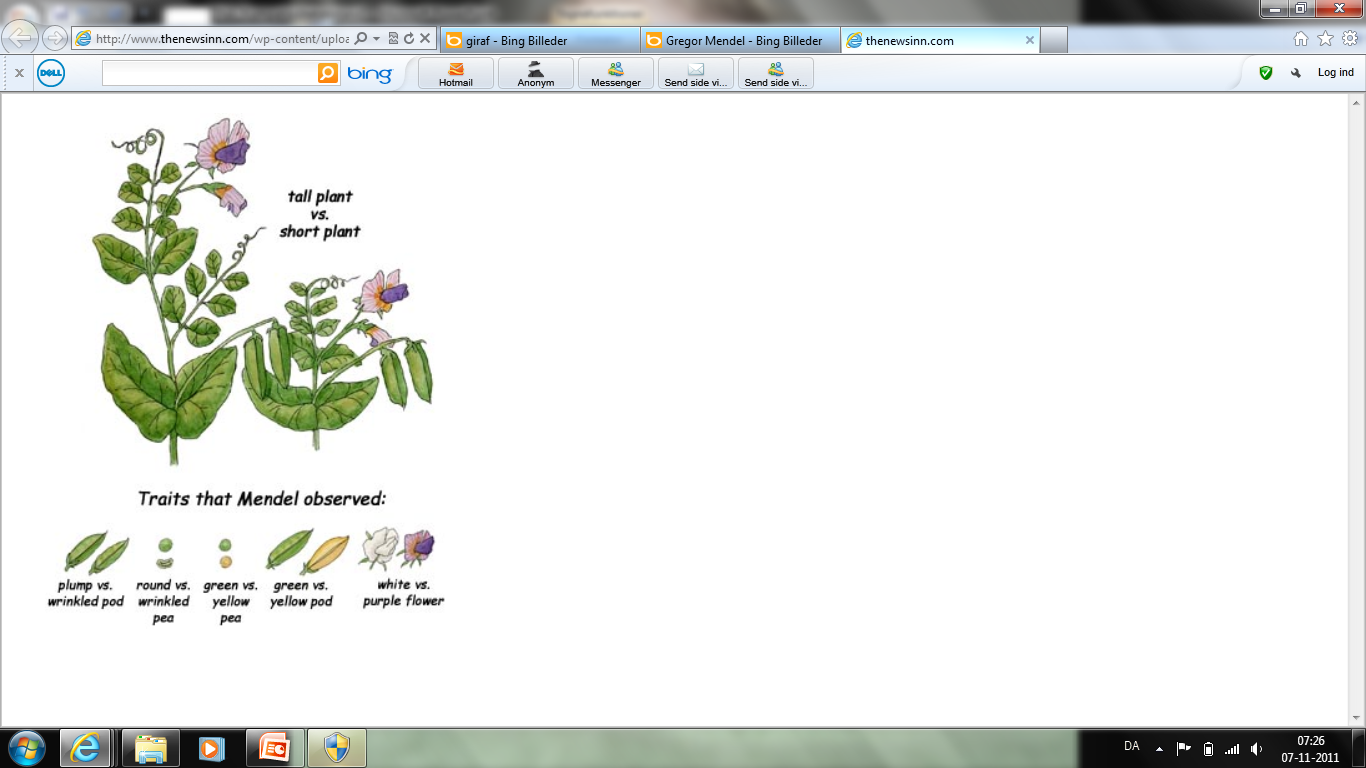 http://www.thenewsinn.com/wp-content/uploa
giraf - Bing Billeder
Gregor Mendel - Bing Billeder
thenewsinn.com
DELL
bing
Hotmail
Anonym
Messenger
Send side vi...
Send side vi...
Log ind
tall plant
vs.
short plant
Traits that Mendel observed:
plump vs.
wrinkled pod
round vs.
wrinkled
pea
green vs.
yellow
pea
green vs.
yellow pod
white vs.
purple flower
DA
07:26
07-11-2011